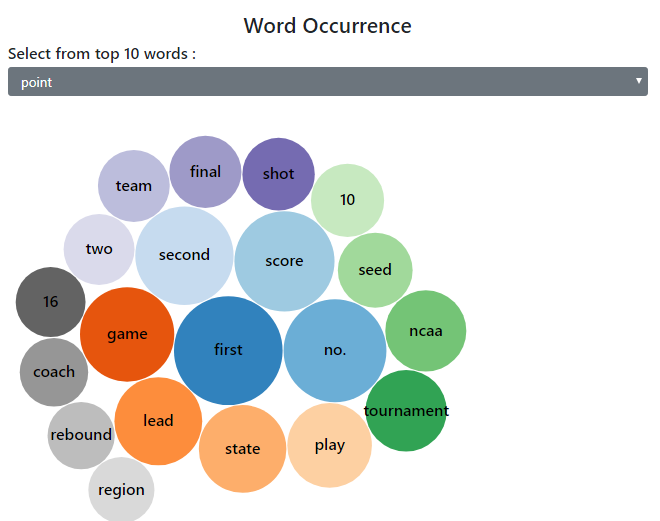 Word Occurrence
Select from top 10 words :
point
team
final
shot
10
two
second
score
seed
16
game
first
no.
ncaa
coach
lead
state
play
tournament
rebound
region